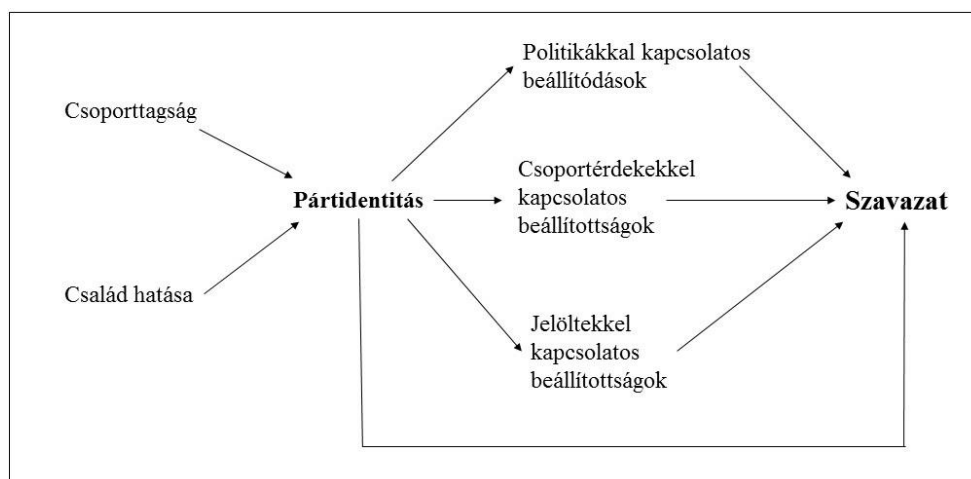 Politikákkal kapcsolatos
beállítódások
Csoporttagság
Csoportérdekekkel
kapcsolatos
beállítottságok
Pártidentitás
Szavazat
Család hatása
Jelöltekkel
kapcsolatos
beállítottságok